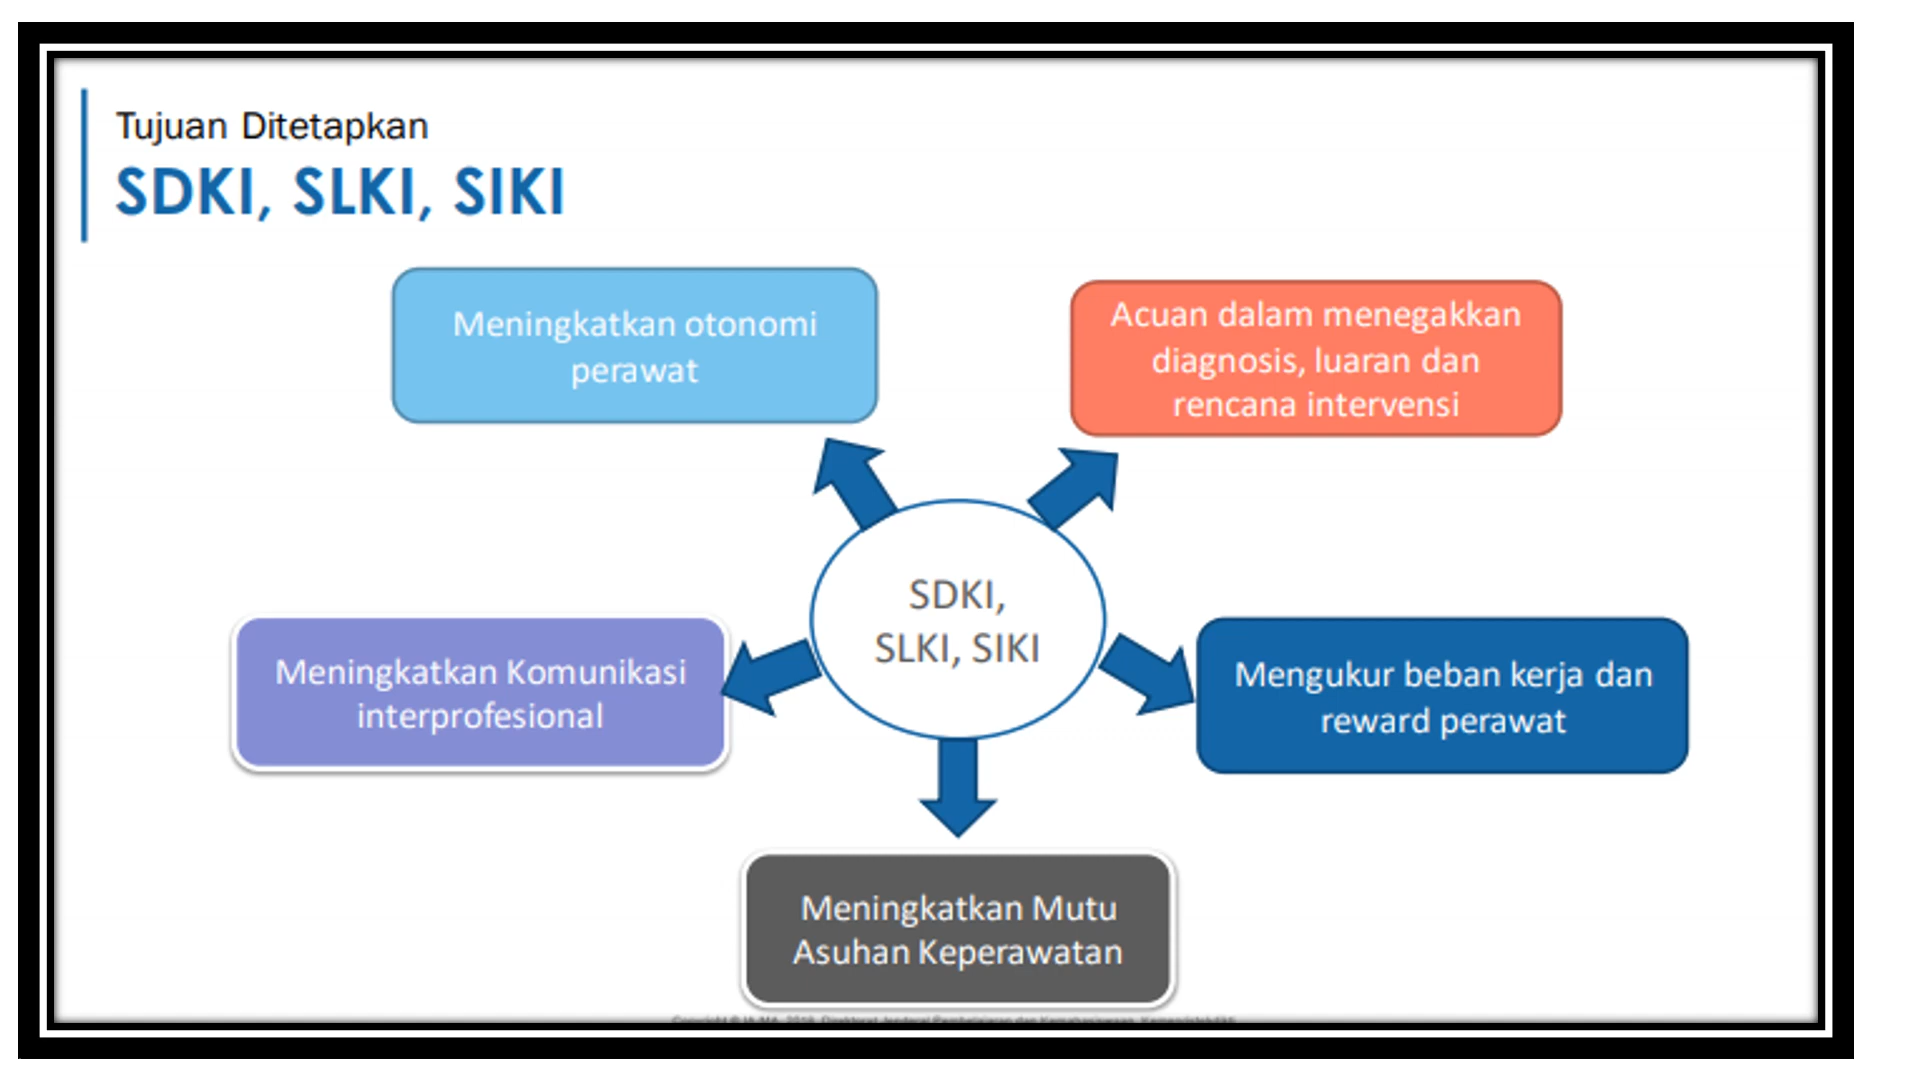 Tujuan Ditetapkan
SDKI, SLKI, SIKI
Meningkatkan otonomi
perawat
Acuan dalam menegakkan
diagnosis, luaran dan
rencana intervensi
SDKI,
SLKI, SIKI
Meningkatkan Komunikasi
interprofesional
Mengukur beban kerja dan
reward perawat
Meningkatkan Mutu
Asuhan Keperawatan